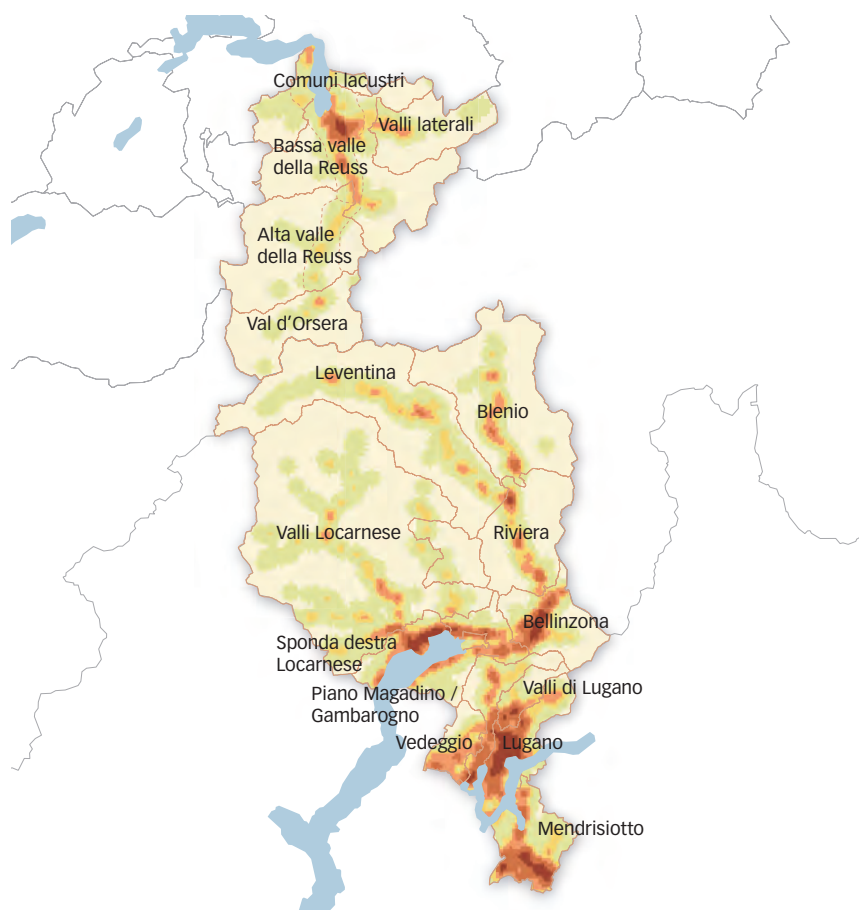 Comuni lacustri
Valli laterali
Bassa valle
della Reuss
Alta valle
della Reuss
Val d'Orsera
Leventina
Blenio
Valli Locarnese
Riviera
Bellinzona
Sponda destra
Locarnese
Piano Magadino /
Gambarogno
Valli di Lugano
Vedeggio
Lugano
Mendrisiotto